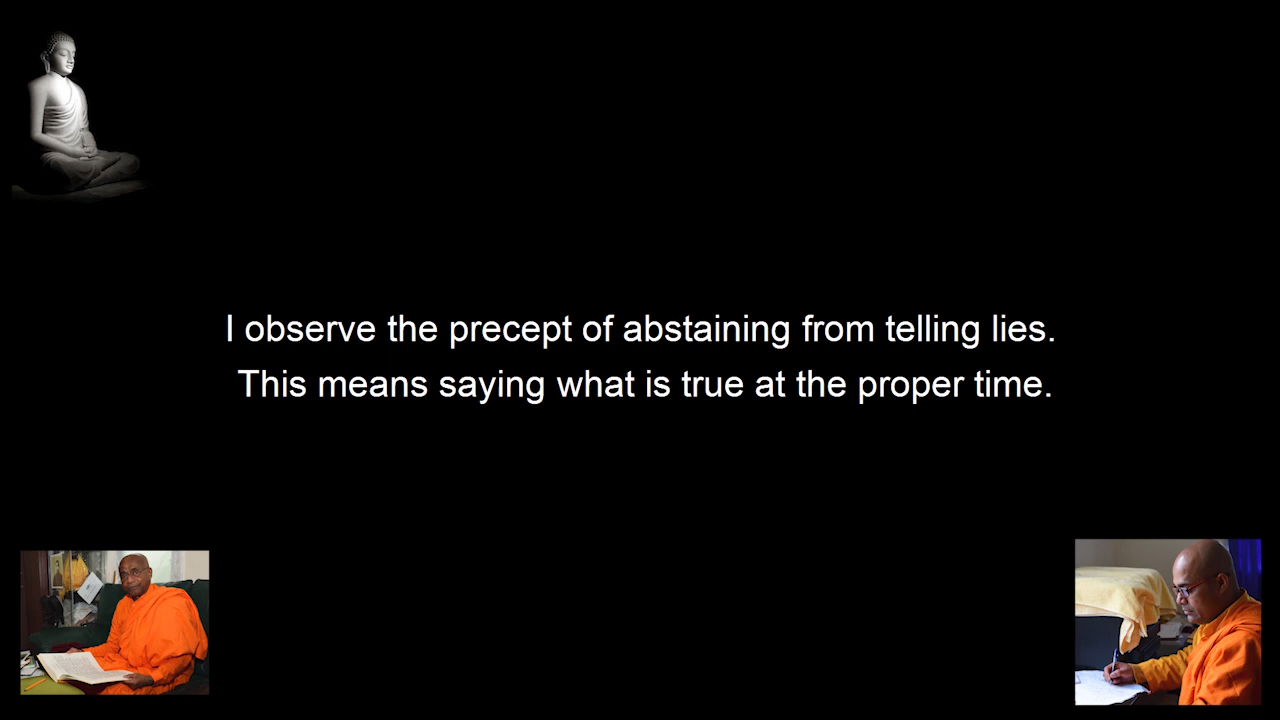 I observe the precept of abstaining from telling lies.
This means saying what is true at the proper time.